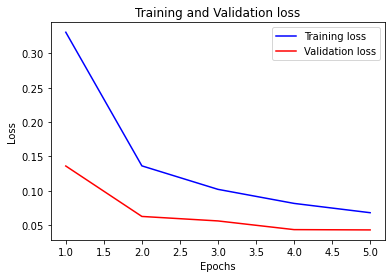 Training and Validation loss
Training loss
Validation loss
Loss
0.30
0.25
0.20
0.15
0.10
0.05
1.0 1.5 2.0 2.5 3.0 3.5 4.0 4.5 5.0
Epochs